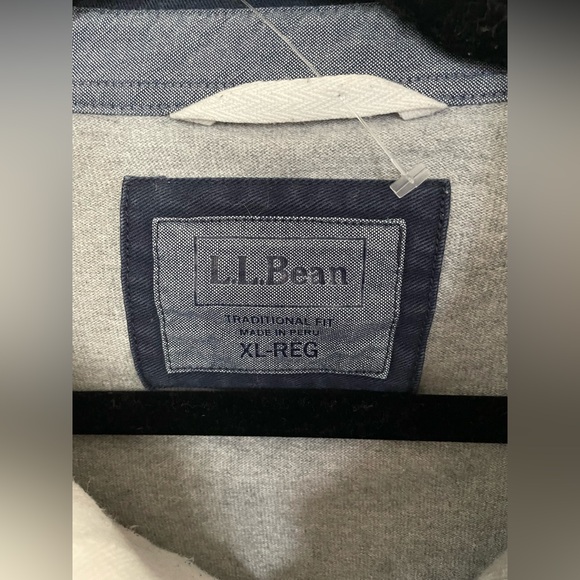 L.L.Bean
TRADITIONAL FIT
MADE IN PERU
XL-REG